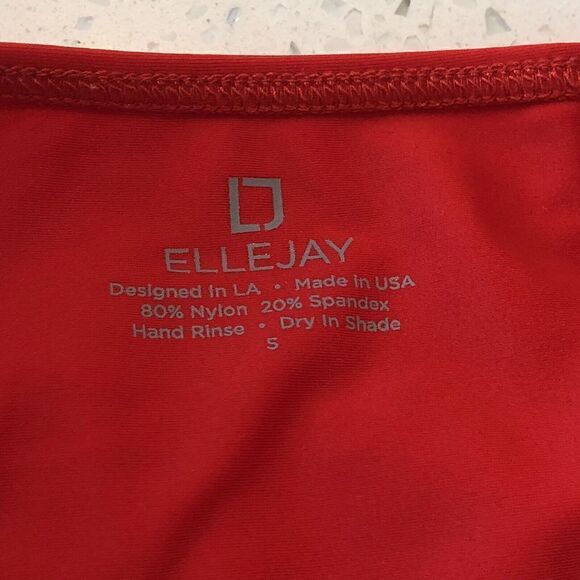 LJ
ELLEJAY
Designed In LA • Made in USA
80% Nylon 20% Spandex
Hand Rinse • Dry In Shade
S